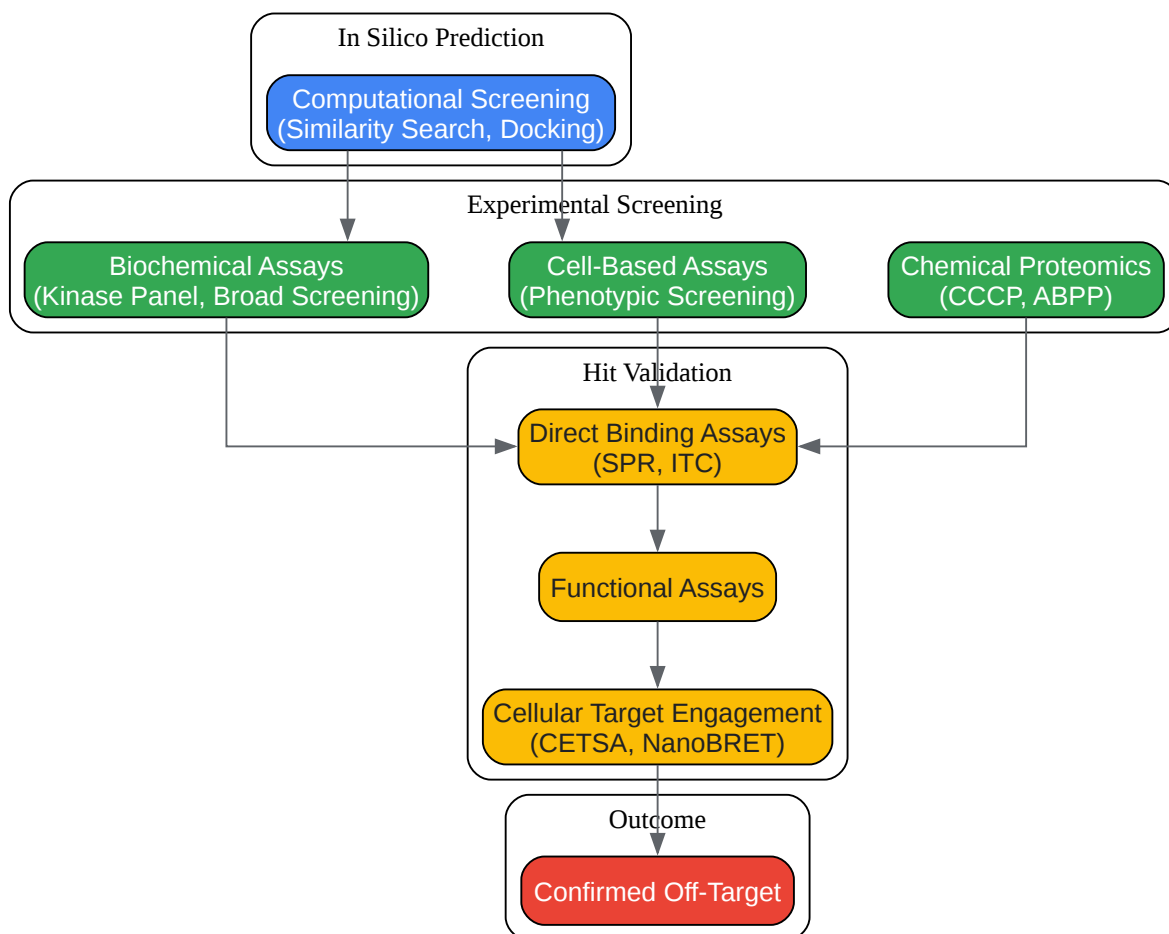 In Silico Prediction
Computational Screening
(Similarity Search, Docking)
Experimental Screening
Biochemical Assays
(Kinase Panel, Broad Screening)
Cell-Based Assays
(Phenotypic Screening)
Chemical Proteomics
(CCCP, ABPP)
Hit Validation
Direct Binding Assays
(SPR, ITC)
Functional Assays
Cellular Target Engagement
(CETSA, NanoBRET)
Outcome
Confirmed Off-Target